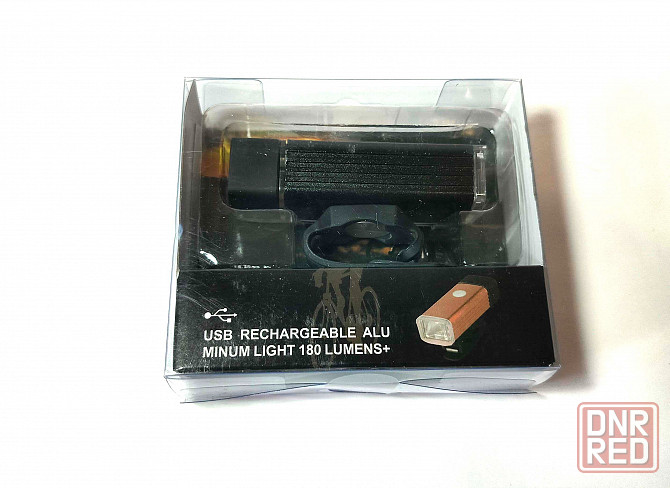 USB RECHARGEABLE ALU
MINUM LIGHT 180 LUMENS+
DNR
RED